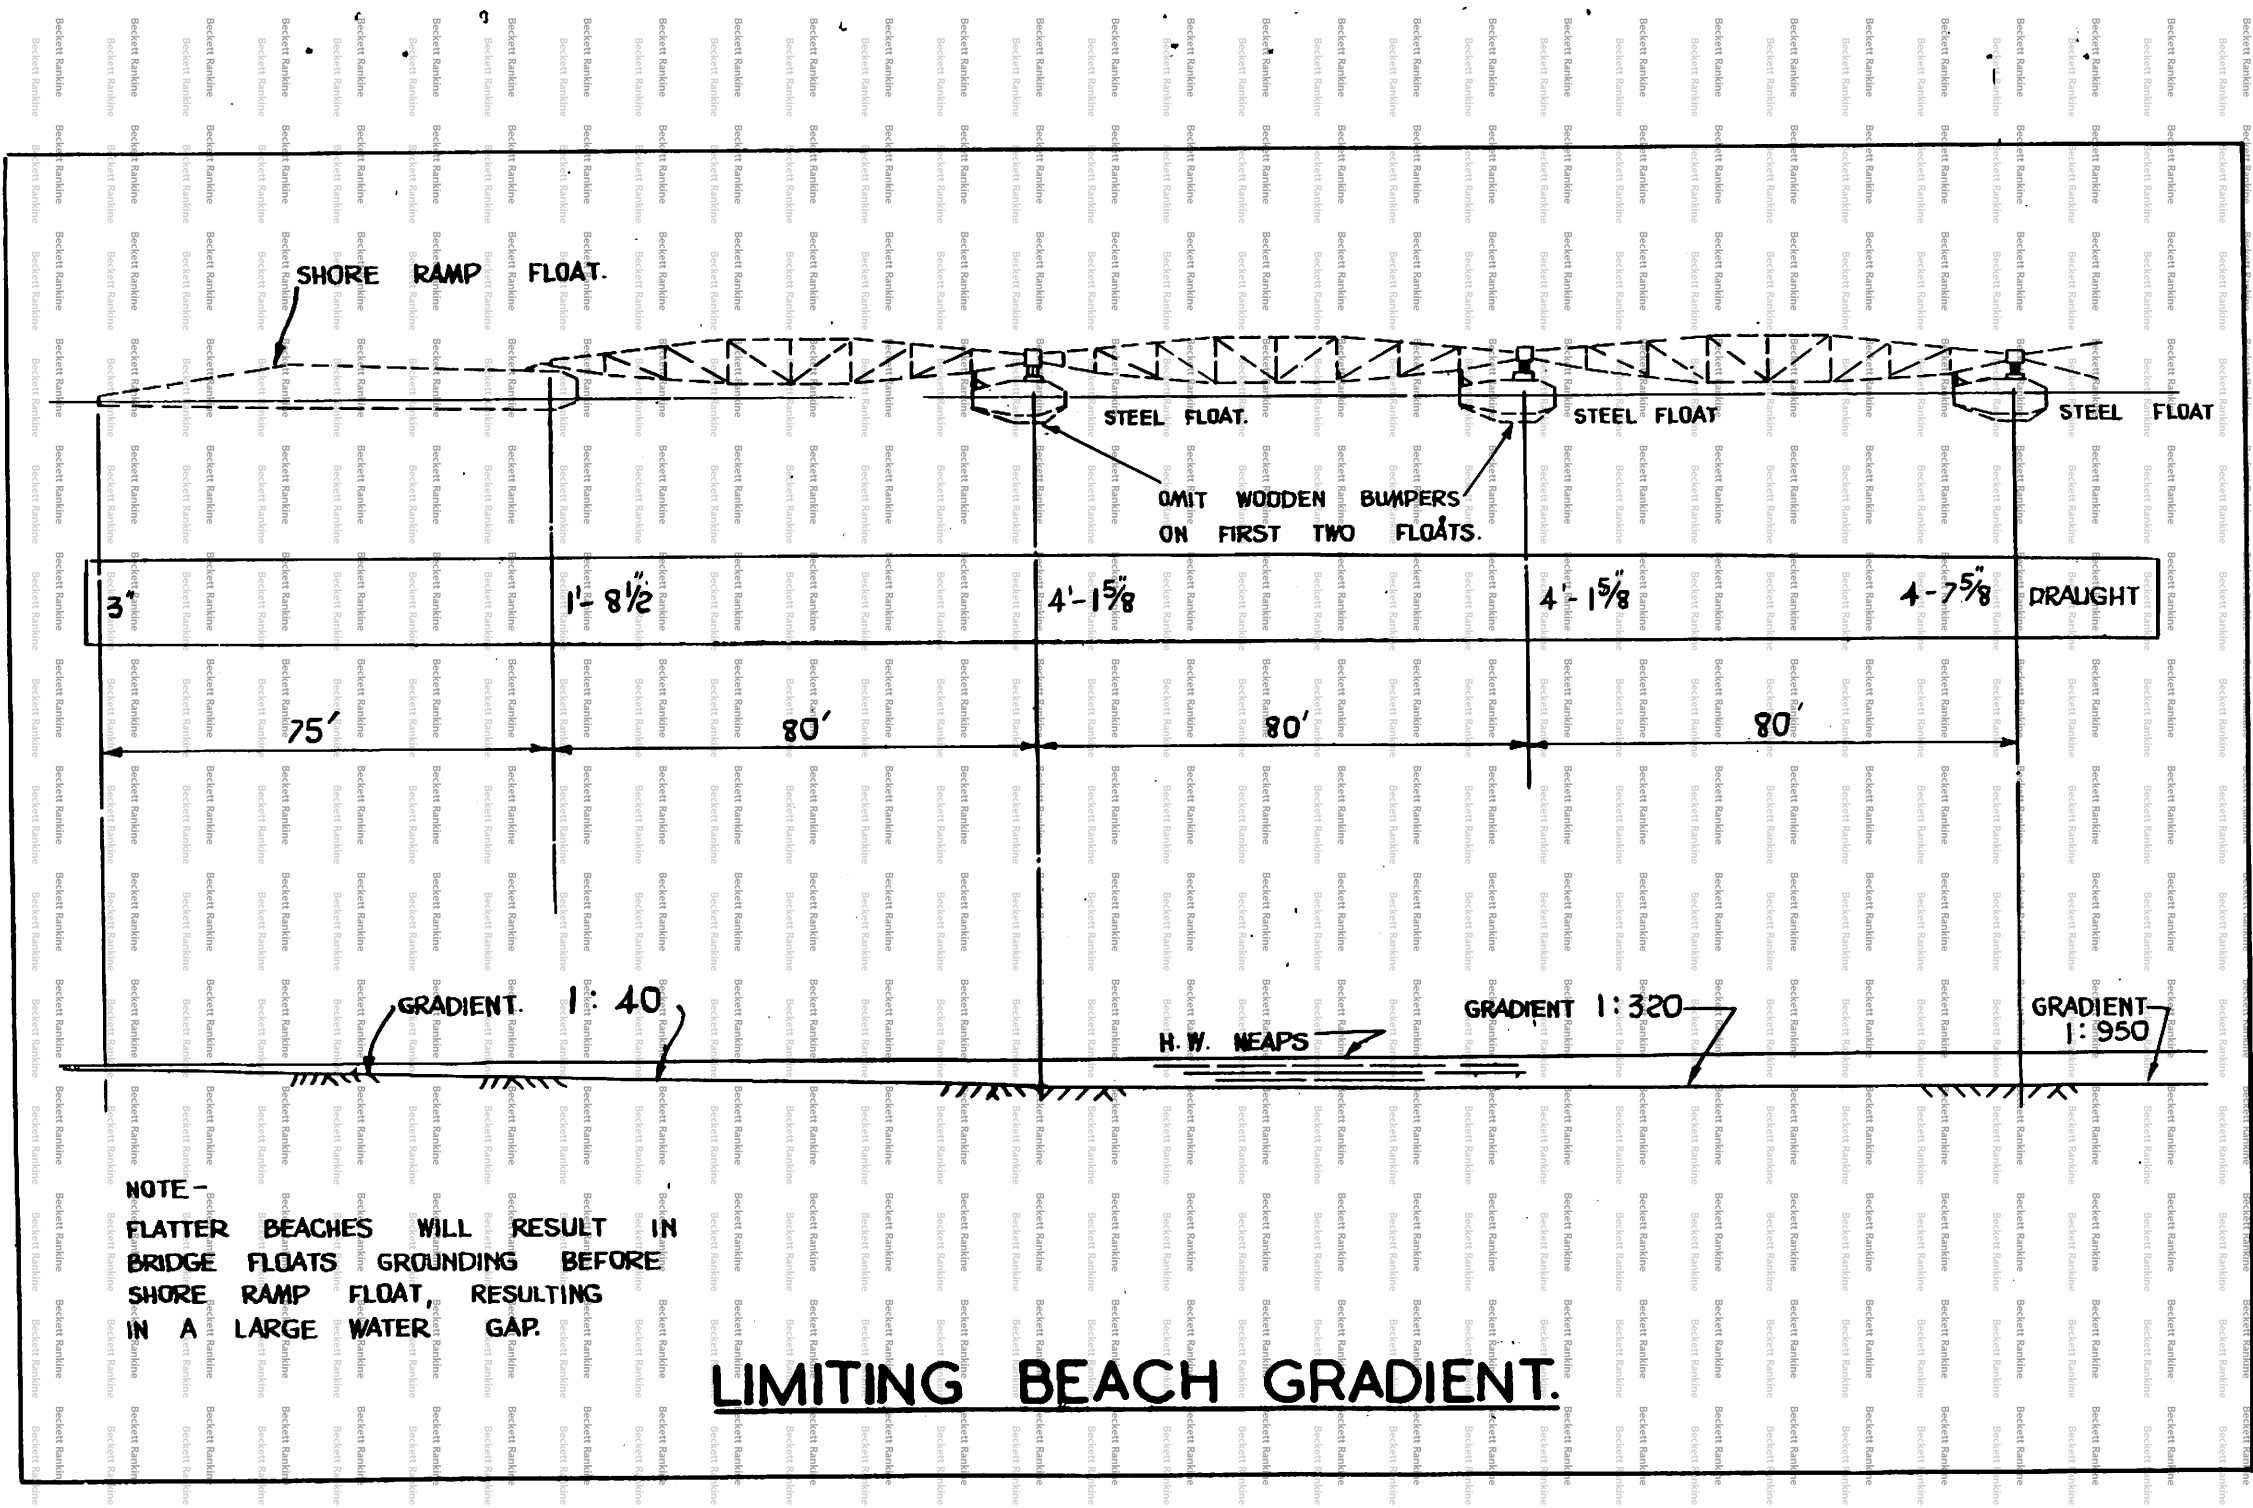 SHORE RAMP FLOAT.
STEEL FLOAT.
STEEL FLOAT
STEEL FLOAT
OMIT WOODEN BUMPERS
ON FIRST TWO FLOATS.
3"
1'- 8½"
4'-1⅝"
4'-1⅝"
4-7⅝"
DRAUGHT
75'
80'
80'
80'
GRADIENT. 1:40
H.W. NEAPS
GRADIENT 1:320
GRADIENT
1:950
NOTE-
FLATTER BEACHES WILL RESULT IN
BRIDGE FLOATS GROUNDING BEFORE
SHORE RAMP FLOAT, RESULTING
IN A LARGE WATER GAP.
LIMITING BEACH GRADIENT.
Beckett Rankine